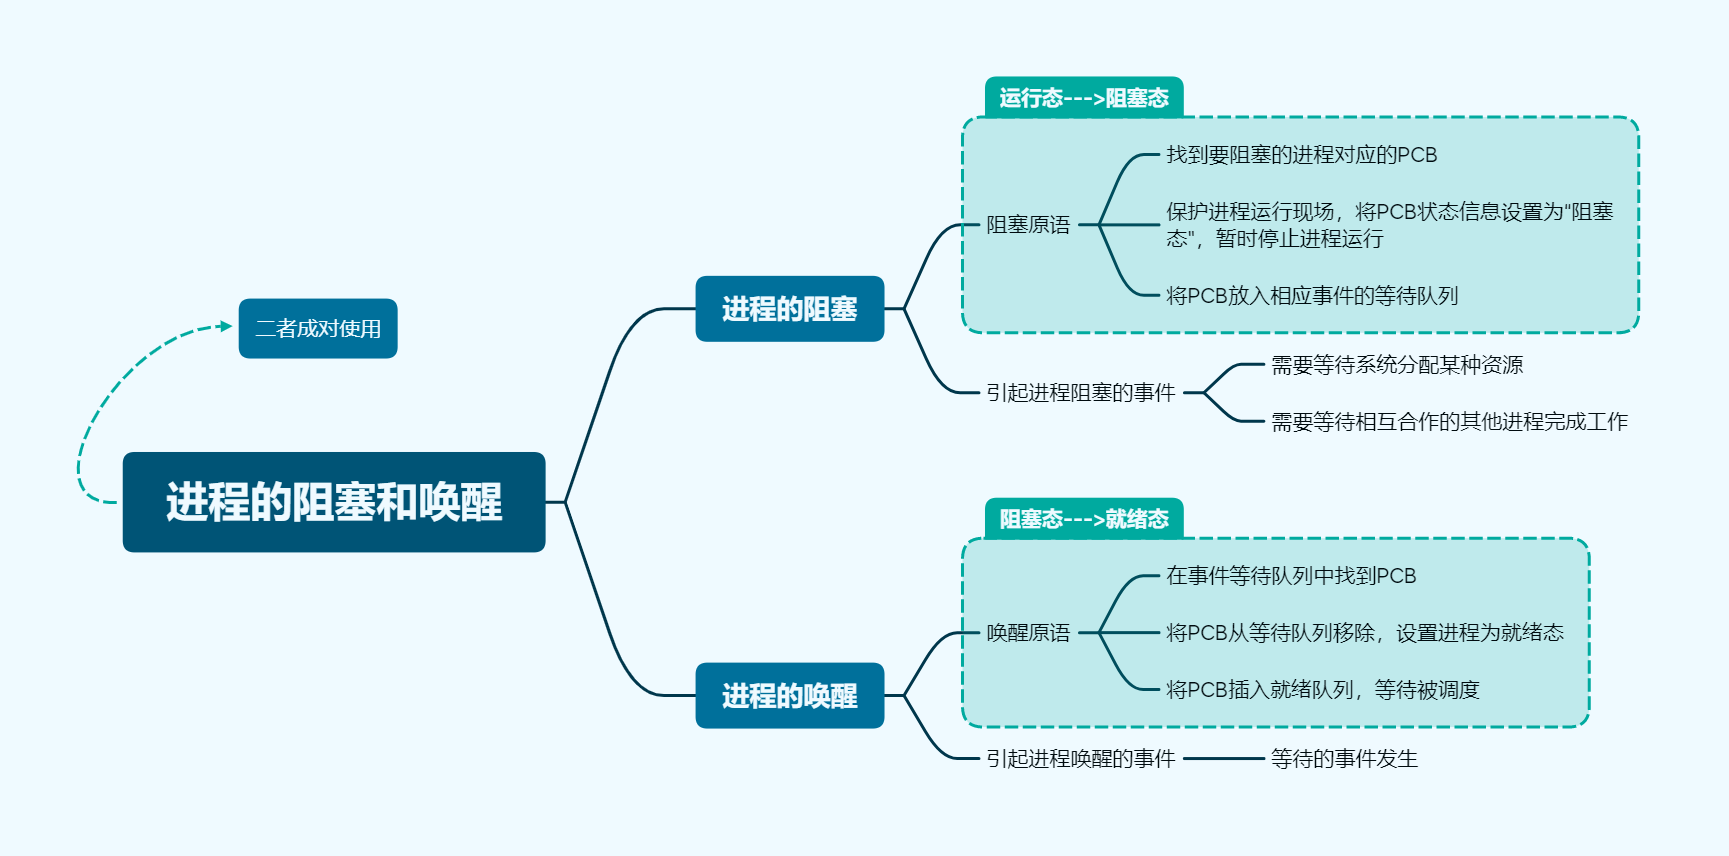 运行态--->阻塞态
找到要阻塞的进程对应的PCB
保护进程运行现场，将PCB状态信息设置为"阻塞
态"，暂时停止进程运行
阻塞原语
将PCB放入相应事件的等待队列
进程的阻塞
二者成对使用
需要等待系统分配某种资源
引起进程阻塞的事件
需要等待相互合作的其他进程完成工作
进程的阻塞和唤醒
阻塞态--->就绪态
在事件等待队列中找到PCB
唤醒原语
将PCB从等待队列移除，设置进程为就绪态
将PCB插入就绪队列，等待被调度
进程的唤醒
引起进程唤醒的事件
等待的事件发生